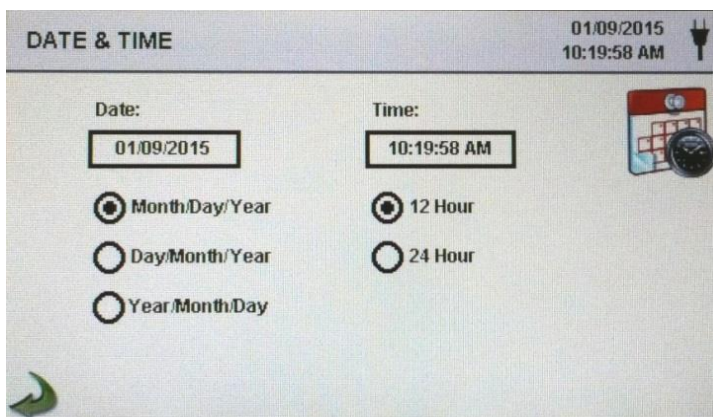 DATE & TIME
01/09/2015
10:19:58 AM
Date:
Time:
01/09/2015
10:19:58 AM
Month/Day/Year
12 Hour
Day/Month/Year
24 Hour
Year/Month/Day